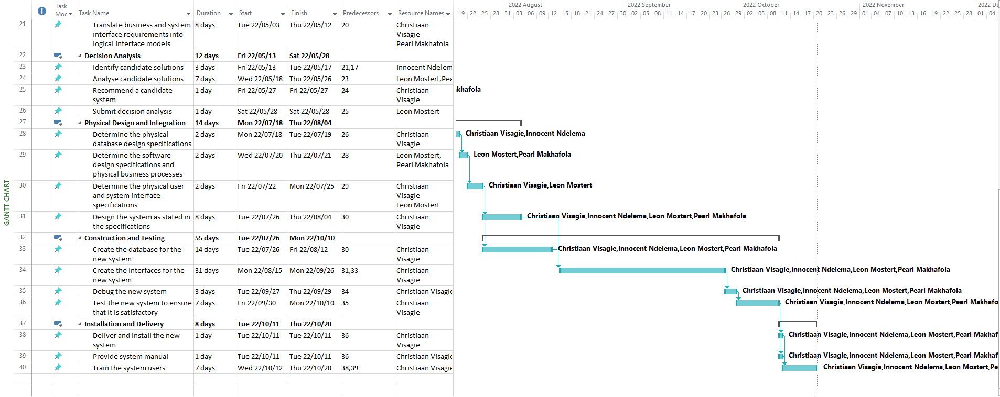 GANTT CHART
Task Mode Task Name Duration Start Finish Predecessors Resource Names
2022 August 2022 September 2022 October 2022 November 2022 De
19 22 25 28 31 03 06 09 12 15 18 21 24 27 30 02 05 08 11 14 17 20 23 26 29 02 05 08 11 14 17 20 23 26 29 01 04 07 10 13 16 19 22 25 28 01 04
21 Translate business and system 8 days Tue 22/05/03 Thu 22/05/12 20 Christiaan
interface requirements into Visagie
logical interface models Pearl Makhafola
22 Decision Analysis 12 days Fri 22/05/13 Sat 22/05/28
23 Identify candidate solutions 3 days Fri 22/05/13 Tue 22/05/17 21,17 Innocent Ndelem
24 Analyse candidate solutions 7 days Wed 22/05/18 Thu 22/05/26 23 Leon Mostert,Pea
25 Recommend a candidate 1 day Fri 22/05/27 Fri 22/05/27 24 Christiaan khafola
system Visagie
26 Submit decision analysis 1 day Sat 22/05/28 Sat 22/05/28 25 Leon Mostert
27 Physical Design and Integration 14 days Mon 22/07/18 Thu 22/08/04
28 Determine the physical 2 days Mon 22/07/18 Tue 22/07/19 26 Christiaan Christiaan Visagie,Innocent Ndelema
database design specifications Visagie
29 Determine the software 2 days Wed 22/07/20 Thu 22/07/21 28 Leon Mostert, Leon Mostert,Pearl Makhafola
design specifications and Pearl Makhafola
physical business processes
30 Determine the physical user 2 days Fri 22/07/22 Mon 22/07/25 29 Christiaan Christiaan Visagie,Leon Mostert
and system interface Visagie
specifications Leon Mostert
31 Design the system as stated in 8 days Tue 22/07/26 Thu 22/08/04 30 Christiaan Christiaan Visagie,Innocent Ndelema,Leon Mostert,Pearl Makhafola
the specifications Visagie
32 Construction and Testing 55 days Tue 22/07/26 Mon 22/10/10
33 Create the database for the 14 days Tue 22/07/26 Fri 22/08/12 30 Christiaan Christiaan Visagie,Innocent Ndelema,Leon Mostert,Pearl Makhafola
new system Visagie
34 Create the interfaces for the 31 days Mon 22/08/15 Mon 22/09/26 31,33 Christiaan Christiaan Visagie,Innocent Ndelema,Leon Mostert,Pearl Makhafola
new system Visagie
35 Debug the new system 3 days Tue 22/09/27 Thu 22/09/29 34 Christiaan Visagie Christiaan Visagie,Innocent Ndelema,Leon Mostert,Pearl Makhafola
36 Test the new system to ensure 7 days Fri 22/09/30 Mon 22/10/10 35 Christiaan Christiaan Visagie,Innocent Ndelema,Leon Mostert,Pearl Makhafo
that it is satisfactory Visagie
37 Installation and Delivery 8 days Tue 22/10/11 Thu 22/10/20
38 Deliver and install the new 1 day Tue 22/10/11 Tue 22/10/11 36 Christiaan Christiaan Visagie,Innocent Ndelema,Leon Mostert,Pearl Makhaf
system Visagie
39 Provide system manual 1 day Tue 22/10/11 Tue 22/10/11 36 Christiaan Visagie Christiaan Visagie,Innocent Ndelema,Leon Mostert,Pearl Makhaf
40 Train the system users 7 days Wed 22/10/12 Thu 22/10/20 38,39 Christiaan Visagie Christiaan Visagie,Innocent Ndelema,Leon Mostert,Pe